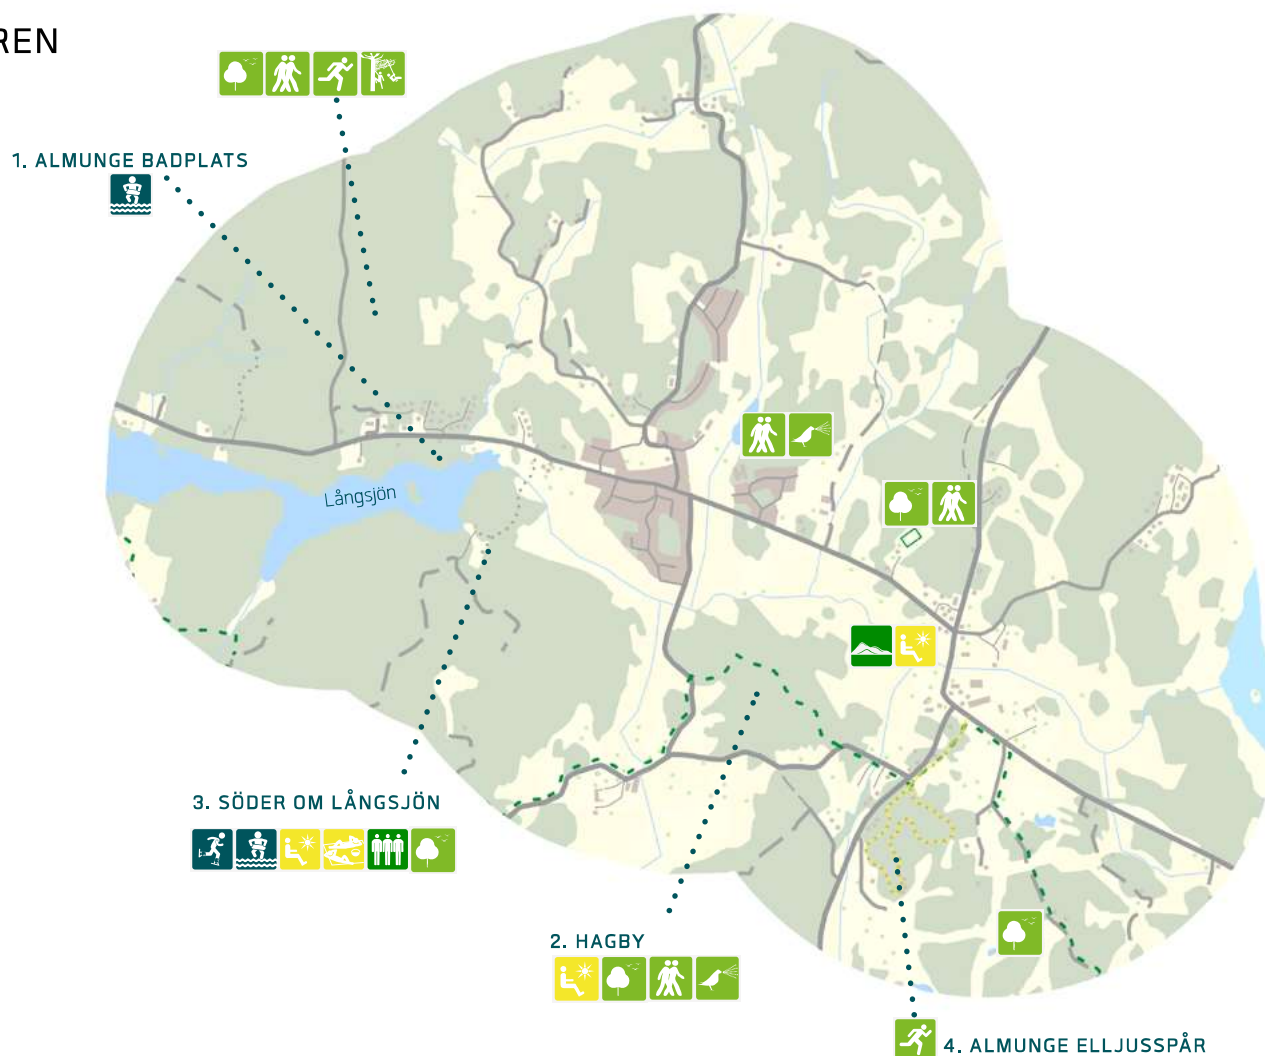 REN
1. ALMUNGE BADPLATS
Långsjön
3. SÖDER OM LÅNGSJÖN
2. HAGBY
4. ALMUNGE ELLJUSSPÅR